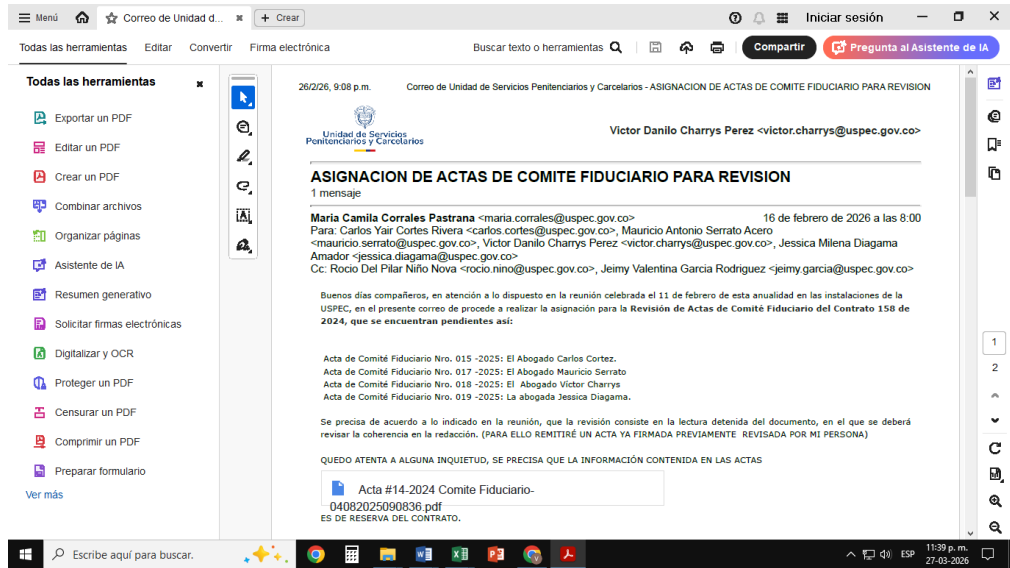 Menú
Correo de Unidad d...
+ Crear
Iniciar sesión
Todas las herramientas
Editar
Convertir
Firma electrónica
Buscar texto o herramientas
Compartir
Pregunta al Asistente de IA
Todas las herramientas
Exportar un PDF
Editar un PDF
Crear un PDF
Combinar archivos
Organizar páginas
Asistente de IA
Resumen generativo
Solicitar firmas electrónicas
Digitalizar y OCR
Proteger un PDF
Censurar un PDF
Comprimir un PDF
Preparar formulario
Ver más
26/2/26, 9:08 p.m.
Correo de Unidad de Servicios Penitenciarios y Carcelarios - ASIGNACION DE ACTAS DE COMITE FIDUCIARIO PARA REVISION
Unidad de Servicios
Penitenciarios y Carcelarios
Victor Danilo Charrys Perez <victor.charrys@uspec.gov.co>
ASIGNACION DE ACTAS DE COMITE FIDUCIARIO PARA REVISION
1 mensaje
Maria Camila Corrales Pastrana <maria.corrales@uspec.gov.co>
16 de febrero de 2026 a las 8:00
Para: Carlos Yair Cortes Rivera <carlos.cortes@uspec.gov.co>, Mauricio Antonio Serrato Acero
<mauricio.serrato@uspec.gov.co>, Victor Danilo Charrys Perez <victor.charrys@uspec.gov.co>, Jessica Milena Diagama
Amador <jessica.diagama@uspec.gov.co>
Cc: Rocio Del Pilar Niño Nova <rocio.nino@uspec.gov.co>, Jeimy Valentina Garcia Rodriguez <jeimy.garcia@uspec.gov.co>
Buenos días compañeros, en atención a lo dispuesto en la reunión celebrada el 11 de febrero de esta anualidad en las instalaciones de la
USPEC, en el presente correo de procede a realizar la asignación para la Revisión de Actas de Comité Fiduciario del Contrato 158 de
2024, que se encuentran pendientes así:
Acta de Comité Fiduciario Nro. 015 -2025: El Abogado Carlos Cortez.
Acta de Comité Fiduciario Nro. 017 -2025: El Abogado Mauricio Serrato
Acta de Comité Fiduciario Nro. 018 -2025: El Abogado Víctor Charrys
Acta de Comité Fiduciario Nro. 019 -2025: La abogada Jessica Diagama.
Se precisa de acuerdo a lo indicado en la reunión, que la revisión consiste en la lectura detenida del documento, en el que se deberá
revisar la coherencia en la redacción. (PARA ELLO REMITIRÉ UN ACTA YA FIRMADA PREVIAMENTE REVISADA POR MI PERSONA)
QUEDO ATENTA A ALGUNA INQUIETUD, SE PRECISA QUE LA INFORMACIÓN CONTENIDA EN LAS ACTAS
Acta #14-2024 Comite Fiduciario-
04082025090836.pdf
ES DE RESERVA DEL CONTRATO.
1
2
Escribe aquí para buscar.
ESP
11:39 p. m.
27-03-2026